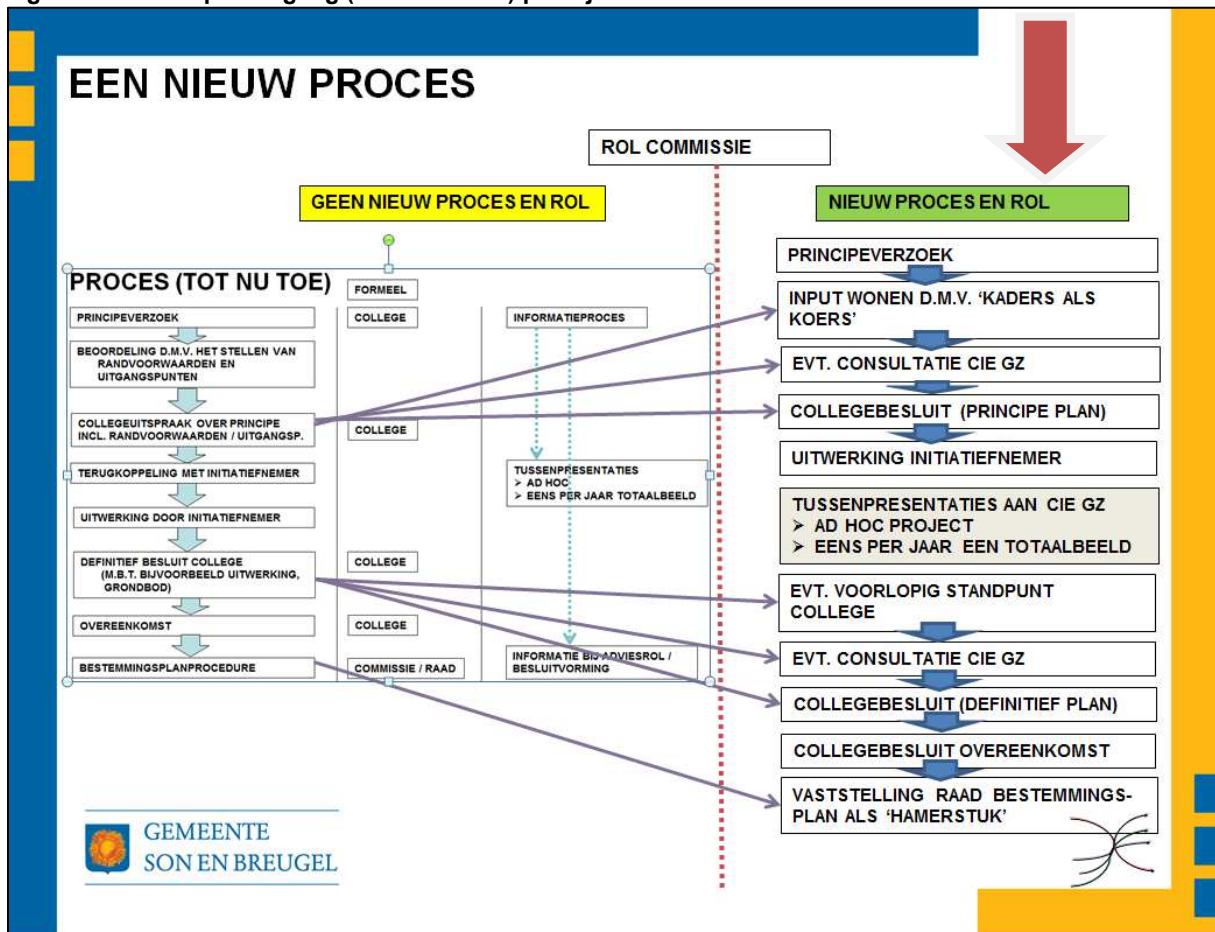 EEN NIEUW PROCES
ROL COMMISSIE
GEEN NIEUW PROCES EN ROL
NIEUW PROCES EN ROL
PROCES (TOT NU TOE)
FORMEEL
PRINCIPEVERZOEK
COLLEGE
INFORMATIEPROCES
BEOORDELING D.M.V. HET STELLEN VAN
RANDVOORWAARDEN EN
UITGANGSPUNTEN
COLLEGEUITSPRAAK OVER PRINCIPE
INCL. RANDVOORWAARDEN / UITGANGSP.
COLLEGE
TERUGKOPPELING MET INITIATIEFNEMER
TUSSENPRESENTATIES
➢ AD HOC
➢ EENS PER JAAR TOTAALBEELD
UITWERKING DOOR INITIATIEFNEMER
DEFINITIEF BESLUIT COLLEGE
(M.B.T. BIJVOORBEELD UITWERKING,
GRONDBOD)
COLLEGE
OVEREENKOMST
COLLEGE
BESTEMMINGSPLANPROCEDURE
COMMISSIE / RAAD
INFORMATIE BIJ ADVIESROL /
BESLUITVORMING
PRINCIPEVERZOEK
INPUT WONEN D.M.V. ‘KADERS ALS
KOERS’
EVT. CONSULTATIE CIE GZ
COLLEGEBESLUIT (PRINCIPE PLAN)
UITWERKING INITIATIEFNEMER
TUSSENPRESENTATIES AAN CIE GZ
➢ AD HOC PROJECT
➢ EENS PER JAAR EEN TOTAALBEELD
EVT. VOORLOPIG STANDPUNT
COLLEGE
EVT. CONSULTATIE CIE GZ
COLLEGEBESLUIT (DEFINITIEF PLAN)
COLLEGEBESLUIT OVEREENKOMST
VASTSTELLING RAAD BESTEMMINGS-
PLAN ALS ‘HAMERSTUK’
GEMEENTE
SON EN BREUGEL